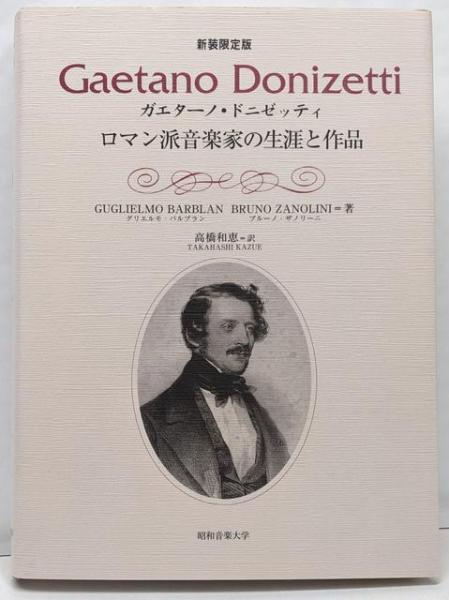 新装限定版
Gaetano Donizetti
ガエターノ・ドニゼッティ
ロマン派音楽家の生涯と作品
GUGLIELMO BARBLAN BRUNO ZANOLINI=著
グリエルモ・バルブラン ブルーノ・ザノリーニ
高橋和恵=訳
TAKAHASHI KAZUE
昭和音楽大学